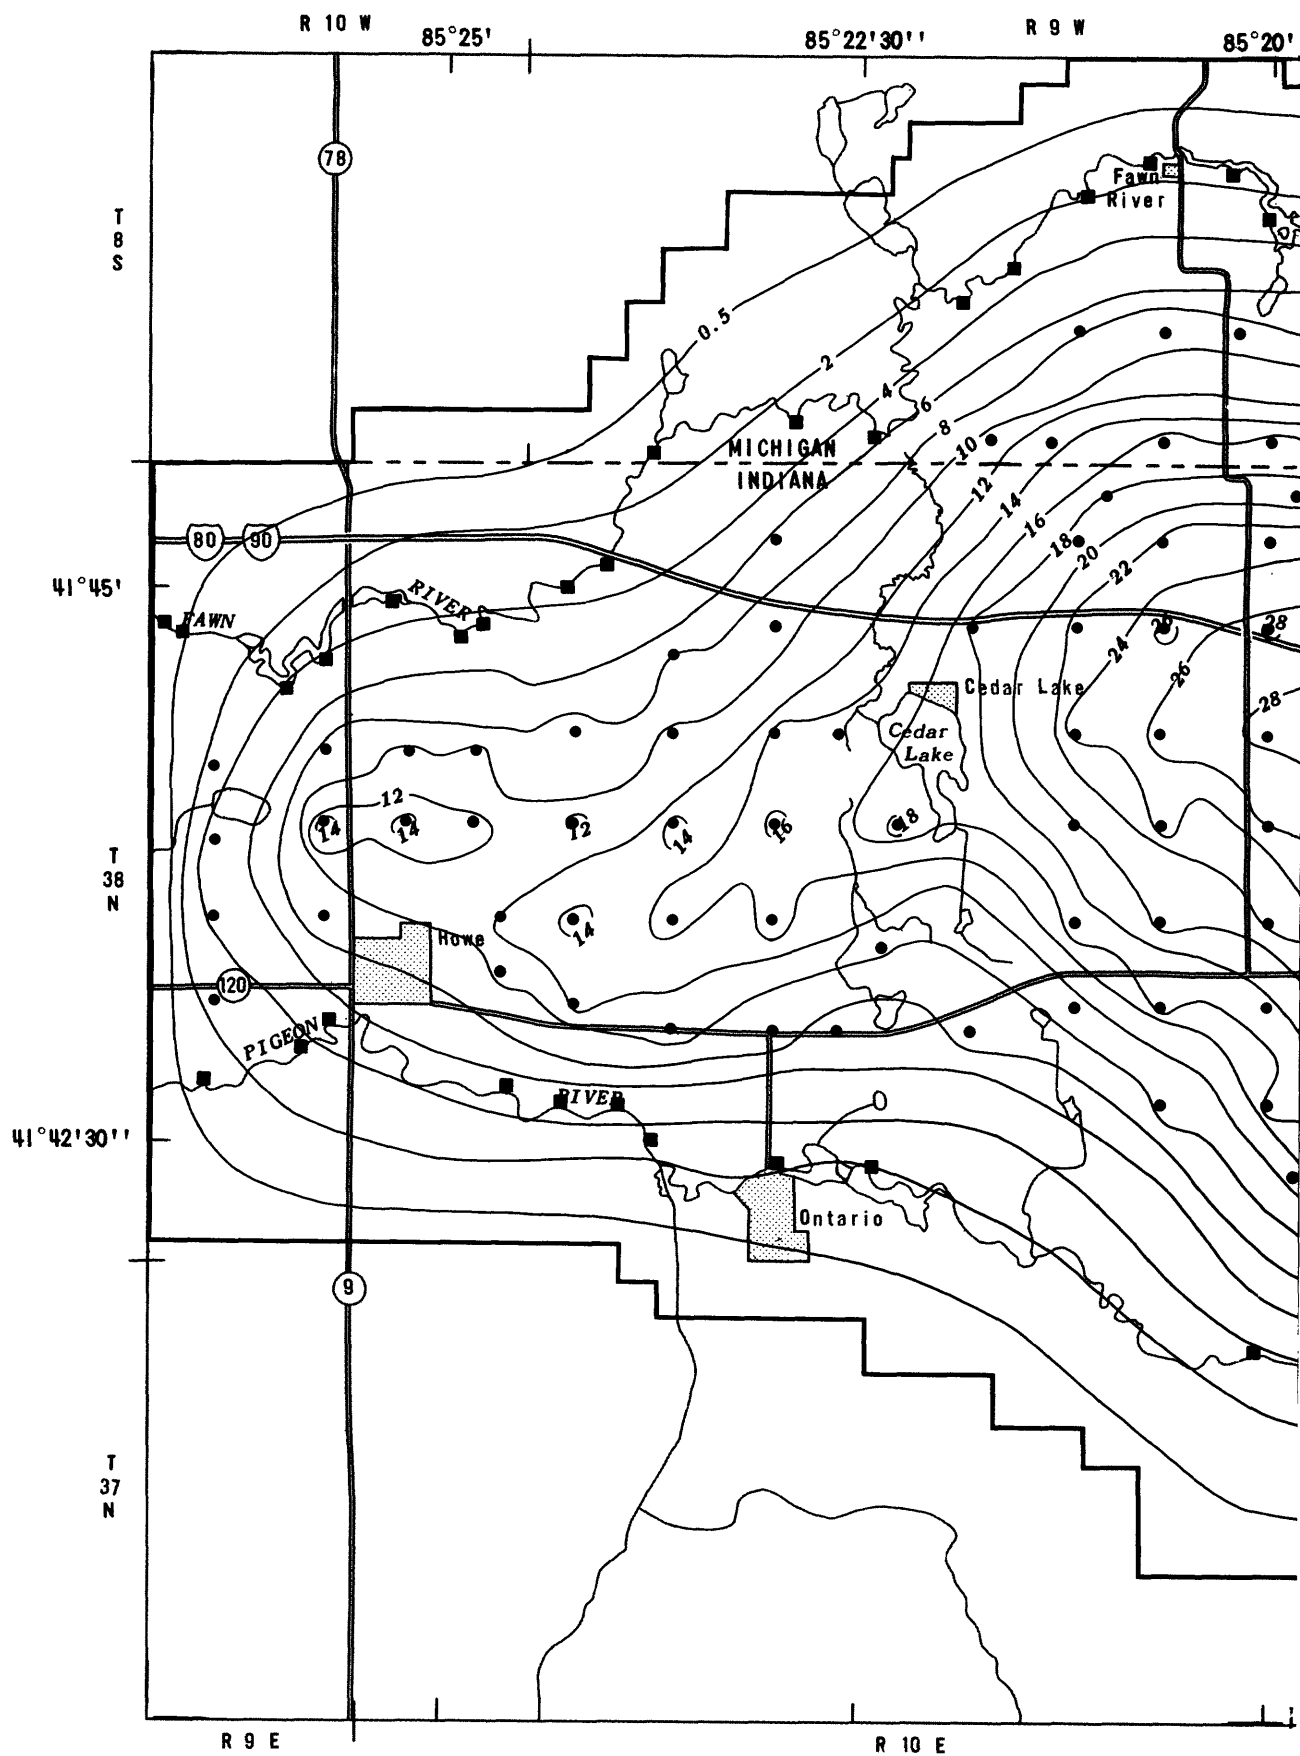 R 10 W
85°25'
85°22'30''
R 9 W
85°20'
78
T
8
S
Fawn
River
0.5
2
4
6
8
MICHIGAN
INDIANA
10
12
14
16
18
20
22
80
90
41°45'
FAWN
RIVER
28
24
26
28
Cedar Lake
Cedar
Lake
12
14
14
12
14
16
18
T
38
N
14
Howe
120
PIGEON
RIVER
41°42'30''
Ontario
9
T
37
N
R 9 E
R 10 E